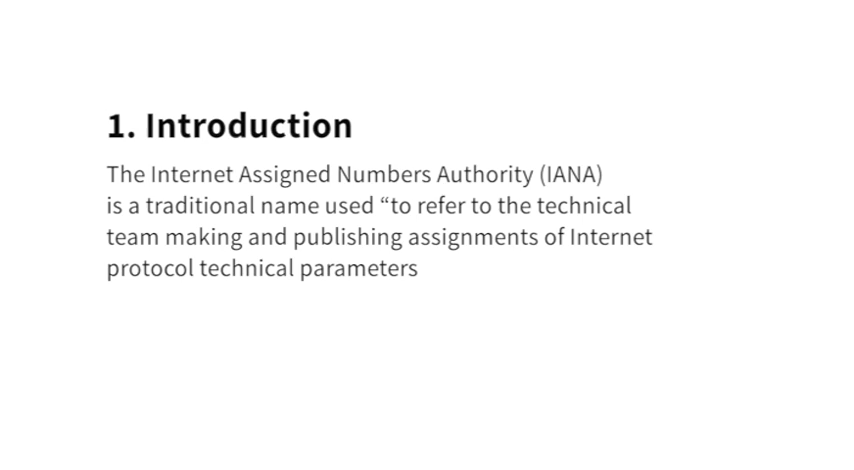 1. Introduction
The Internet Assigned Numbers Authority (IANA)
is a traditional name used “to refer to the technical
team making and publishing assignments of Internet
protocol technical parameters